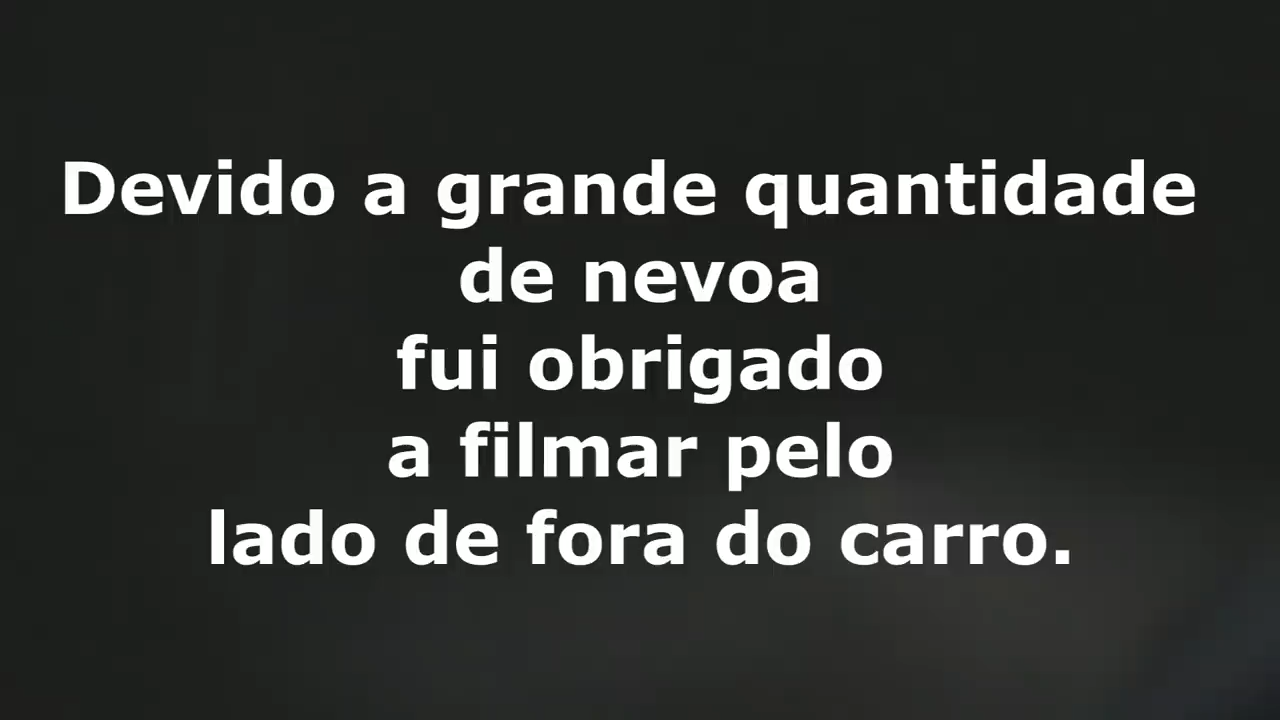 Devido a grande quantidade
de nevoa
fui obrigado
a filmar pelo
lado de fora do carro.